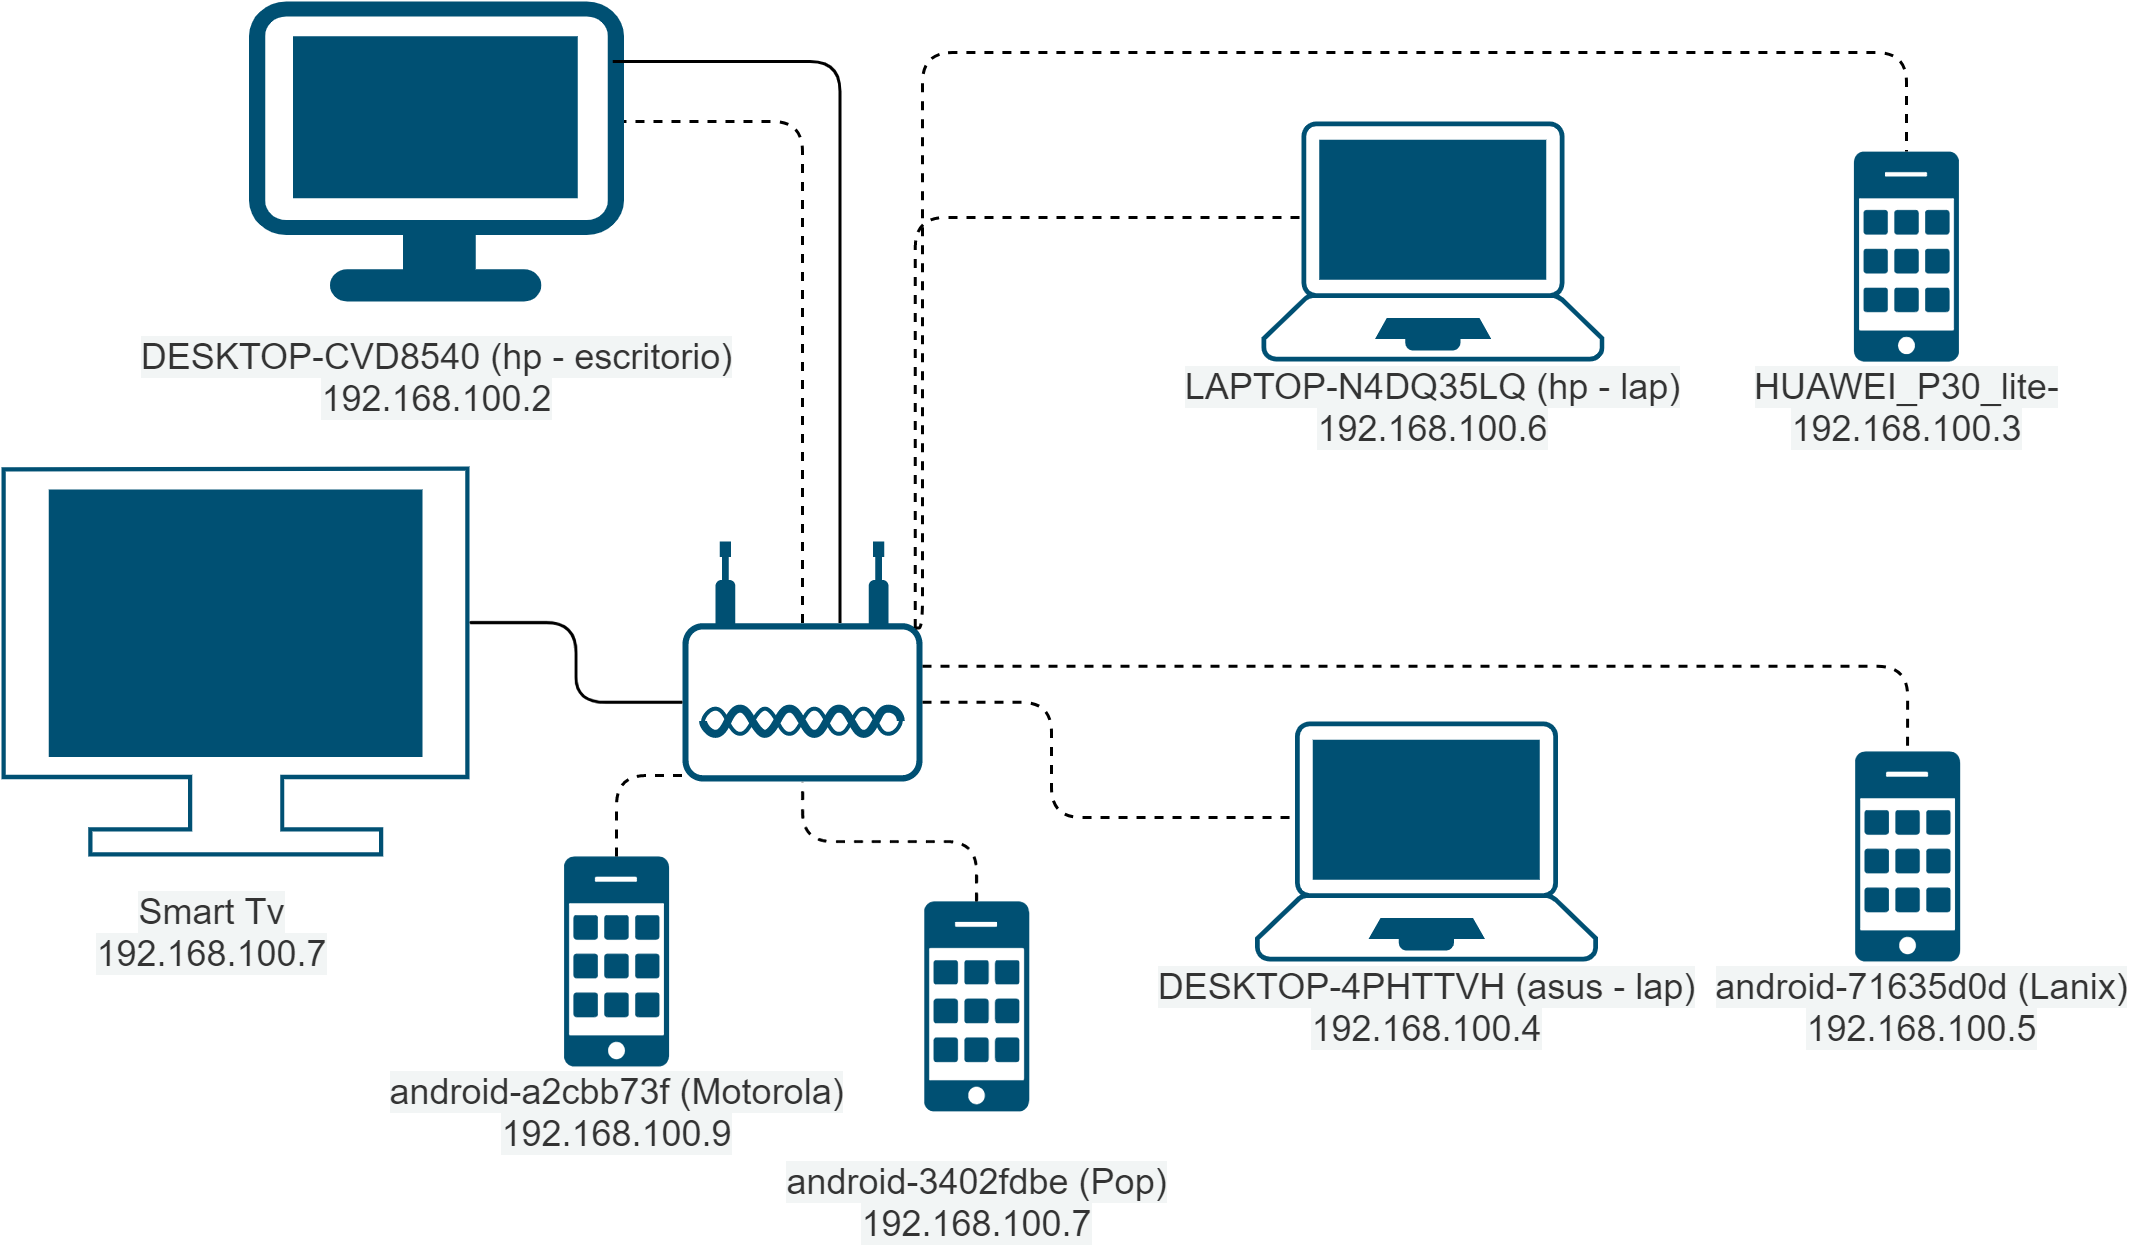 DESKTOP-CVD8540 (hp - escritorio)
192.168.100.2
LAPTOP-N4DQ35LQ (hp - lap)
192.168.100.6
HUAWEI_P30_lite-
192.168.100.3
Smart Tv
192.168.100.7
android-a2cbb73f (Motorola)
192.168.100.9
android-3402fdbe (Pop)
192.168.100.7
DESKTOP-4PHTTVH (asus - lap)
192.168.100.4
android-71635d0d (Lanix)
192.168.100.5